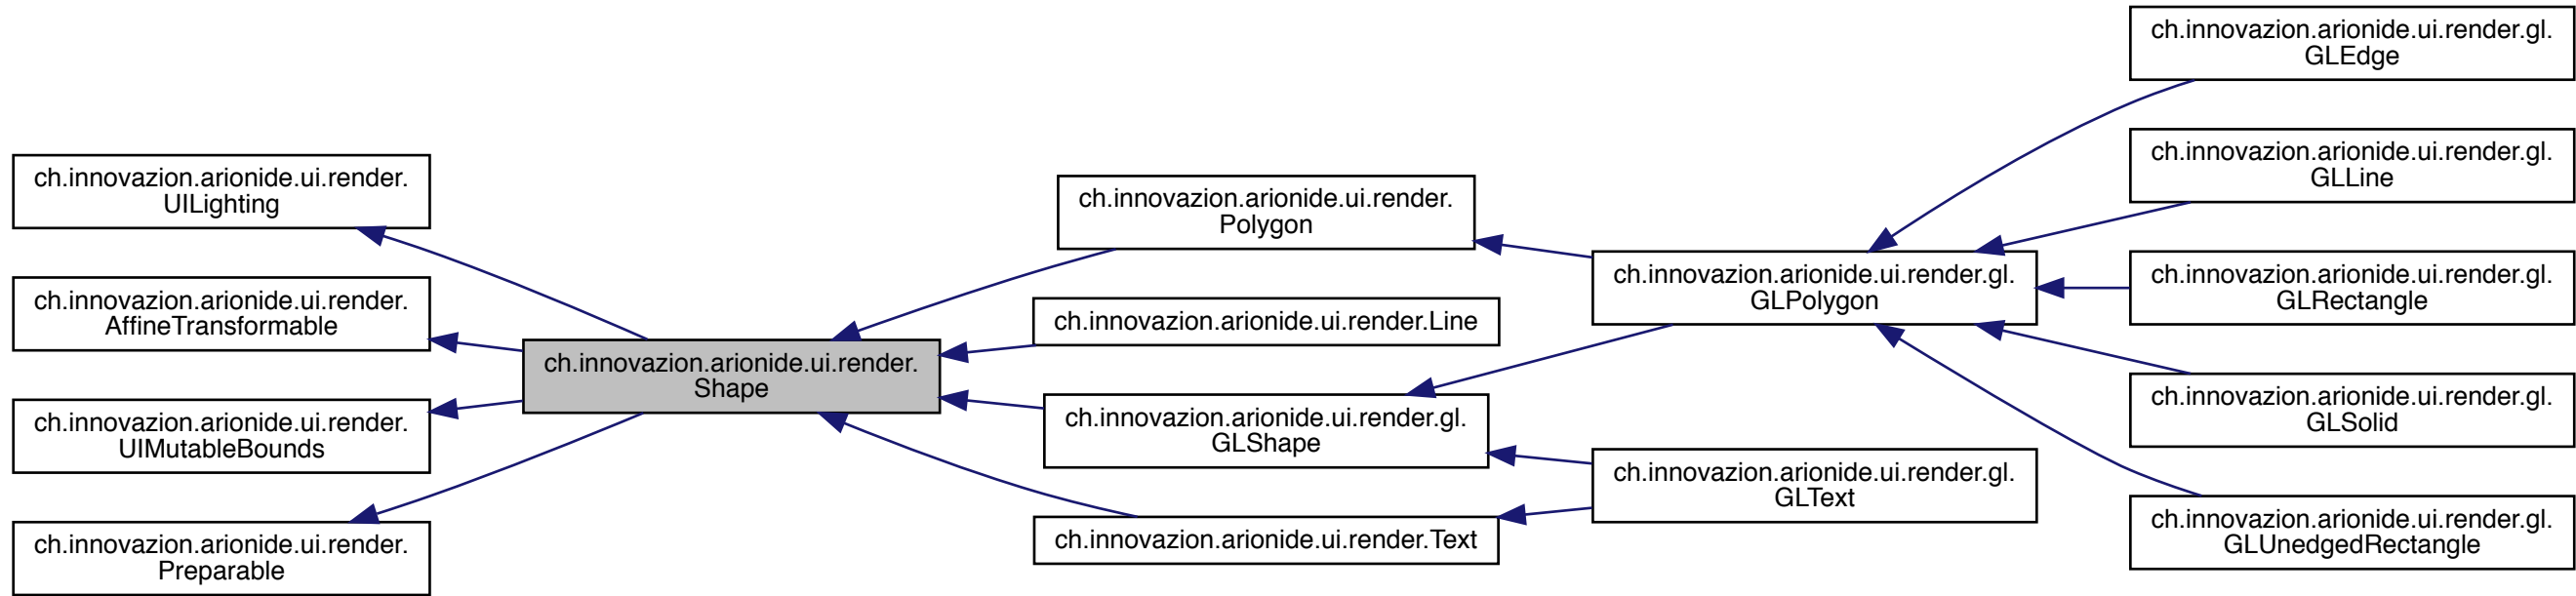 ch.innovazion.arionide.ui.render.
UILighting
ch.innovazion.arionide.ui.render.
AffineTransformable
ch.innovazion.arionide.ui.render.
UIMutableBounds
ch.innovazion.arionide.ui.render.
Preparable
ch.innovazion.arionide.ui.render.
Shape
ch.innovazion.arionide.ui.render.
Polygon
ch.innovazion.arionide.ui.render.Line
ch.innovazion.arionide.ui.render.gl.
GLShape
ch.innovazion.arionide.ui.render.Text
ch.innovazion.arionide.ui.render.gl.
GLPolygon
ch.innovazion.arionide.ui.render.gl.
GLText
ch.innovazion.arionide.ui.render.gl.
GLEdge
ch.innovazion.arionide.ui.render.gl.
GLLine
ch.innovazion.arionide.ui.render.gl.
GLRectangle
ch.innovazion.arionide.ui.render.gl.
GLSolid
ch.innovazion.arionide.ui.render.gl.
GLUnedgedRectangle